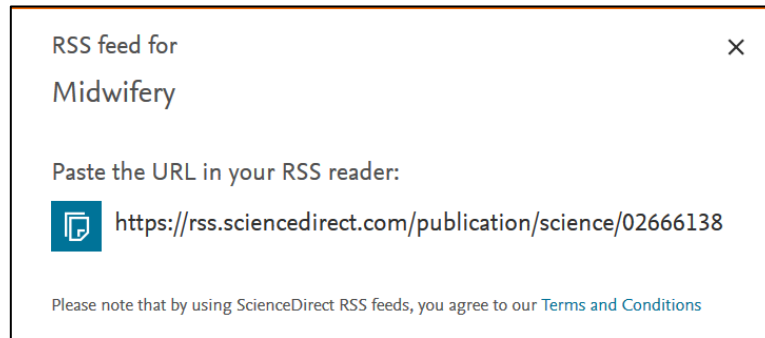 RSS feed for
Midwifery
Paste the URL in your RSS reader:
https://rss.sciencedirect.com/publication/science/02666138
Please note that by using ScienceDirect RSS feeds, you agree to our Terms and Conditions